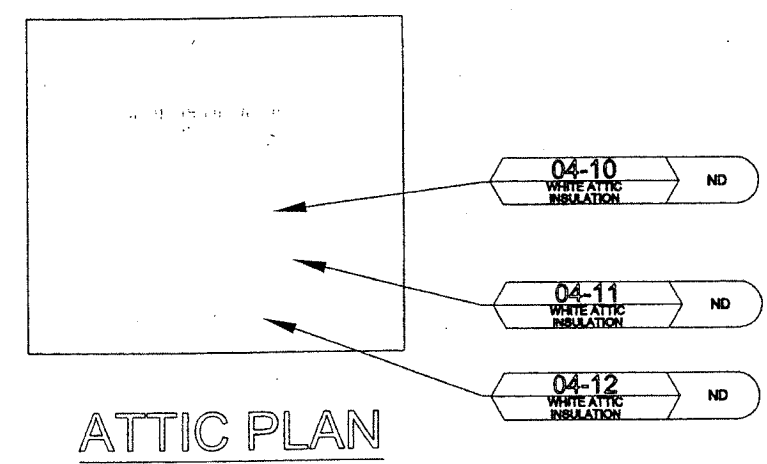 04-10
WHITE ATTIC
INSULATION
ND
04-11
WHITE ATTIC
INSULATION
ND
04-12
WHITE ATTIC
INSULATION
ND
ATTIC PLAN